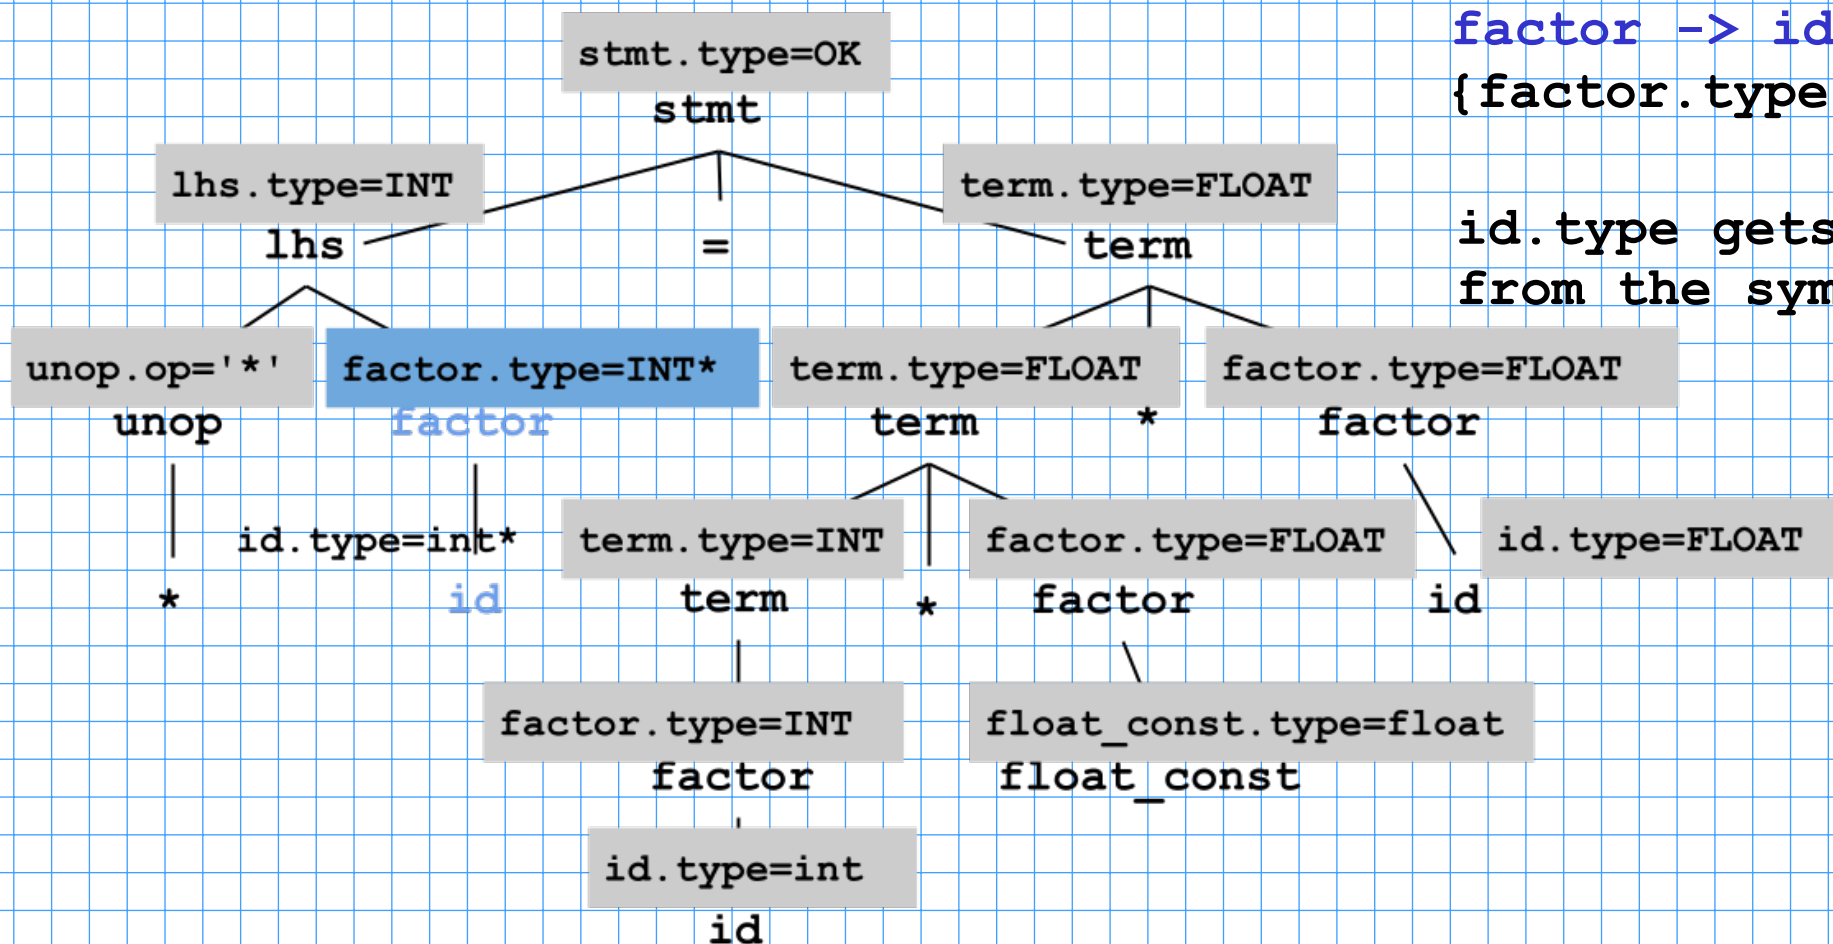 stmt.type=OK
factor -> id
stmt
{factor.type
lhs.type=INT
term.type=FLOAT
id.type gets
lhs
=
term
from the sym
unop.op='*'
factor.type=INT*
term.type=FLOAT
factor.type=FLOAT
unop
factor
term
*
factor
id.type=int*
term.type=INT
factor.type=FLOAT
id.type=FLOAT
*
id
term
*
factor
id
factor.type=INT
float_const.type=float
factor
float_const
id.type=int
id